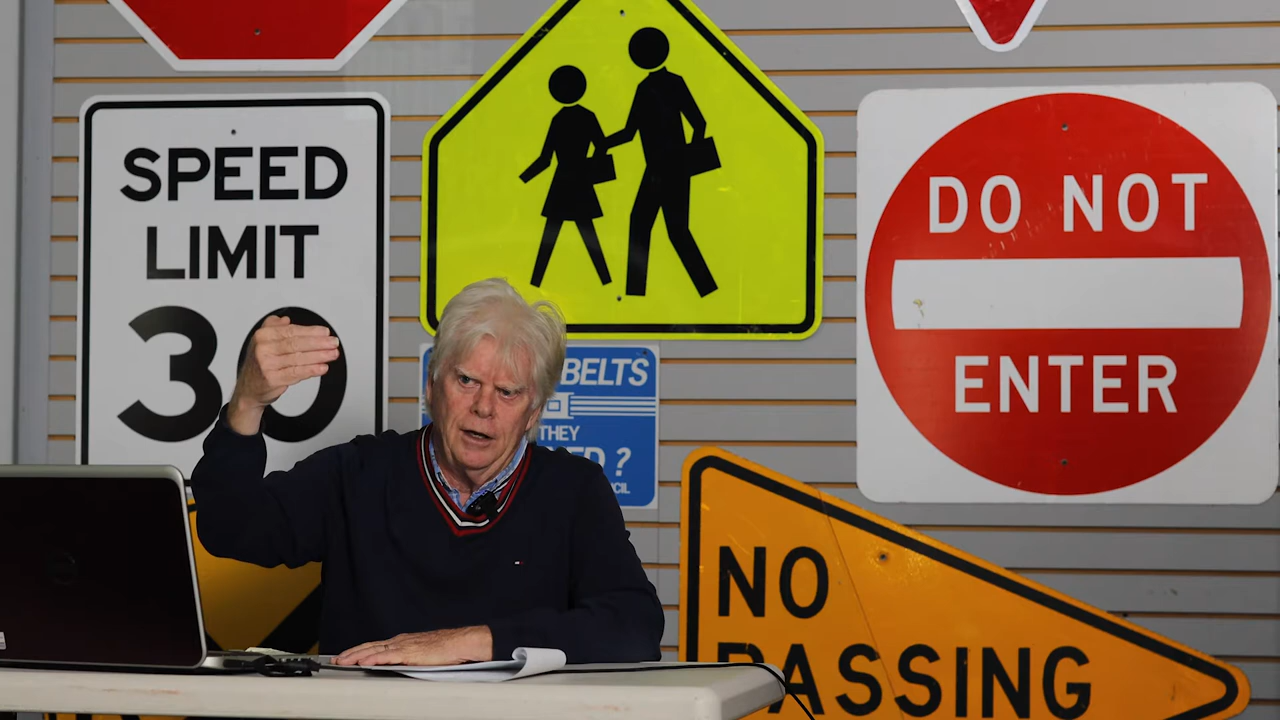 SPEED
LIMIT
30
BELTS
THEY
?
DO NOT
ENTER
NO
PASSING